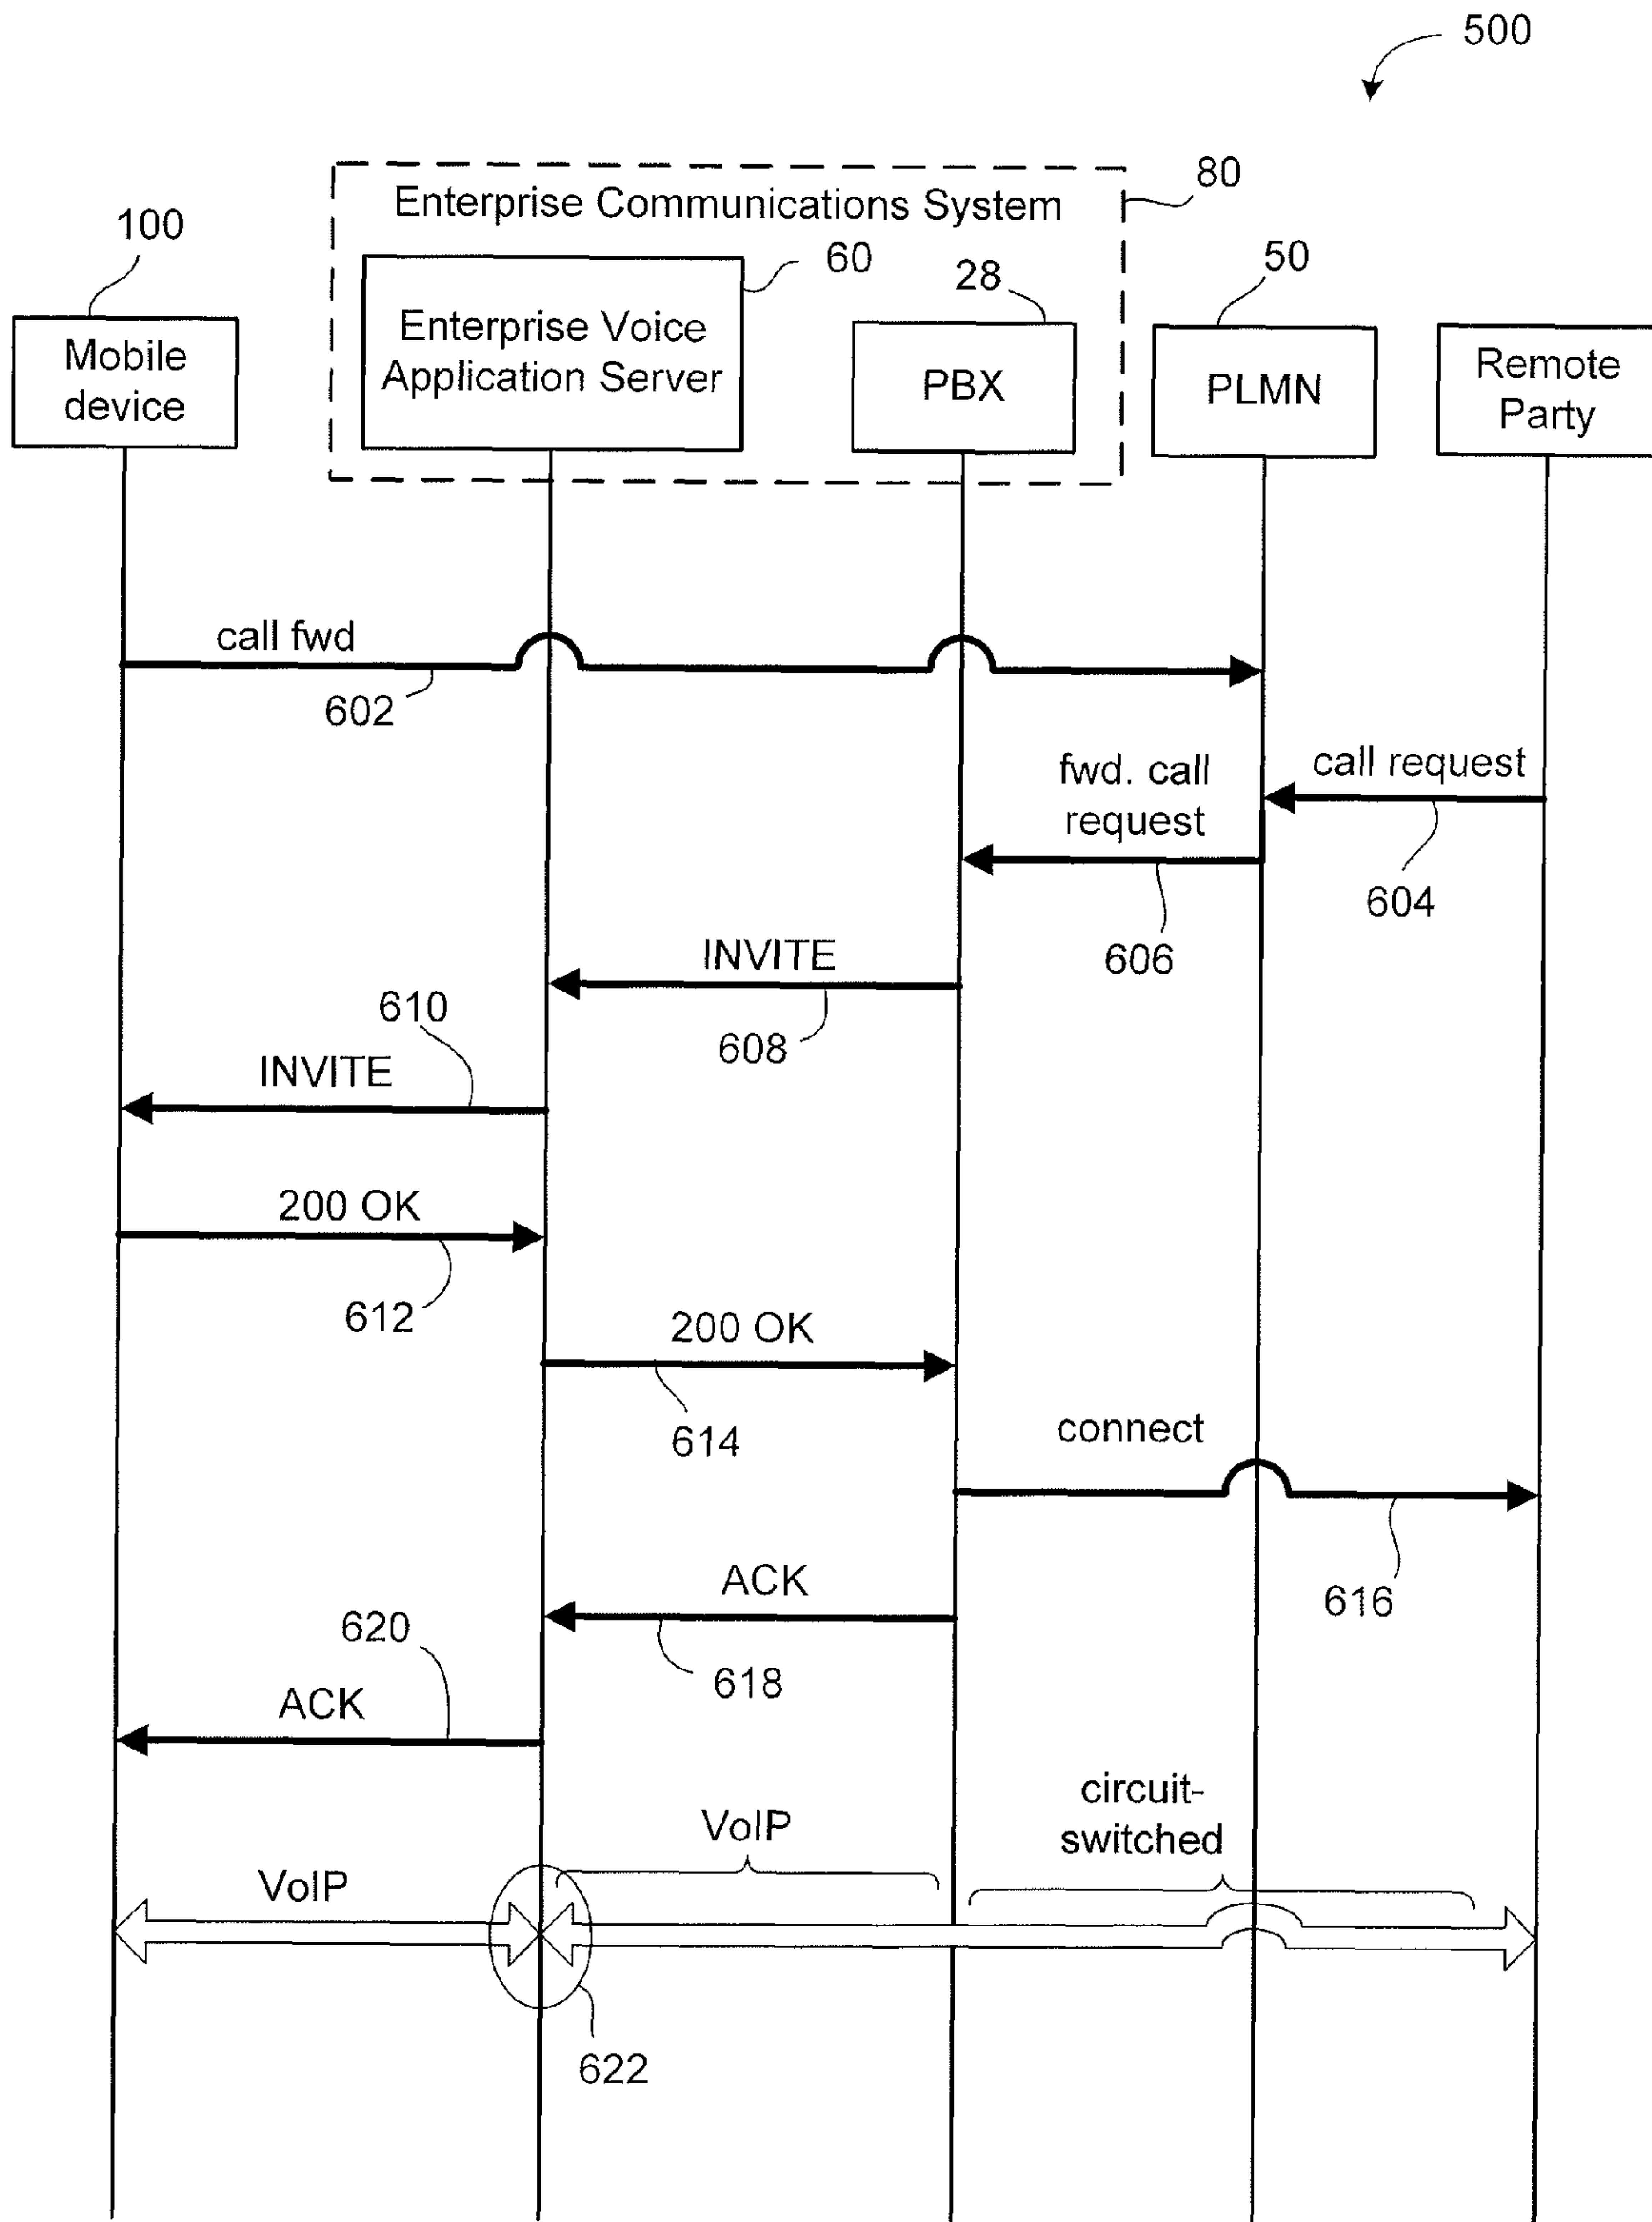 500
80
Enterprise Communications System
100
60
28
50
Mobile
device
Enterprise Voice
Application Server
PBX
PLMN
Remote
Party
call fwd
602
call request
fwd. call
request
604
606
INVITE
608
610
INVITE
200 OK
612
200 OK
614
connect
616
ACK
618
620
ACK
circuit-
switched
VoIP
VoIP
622